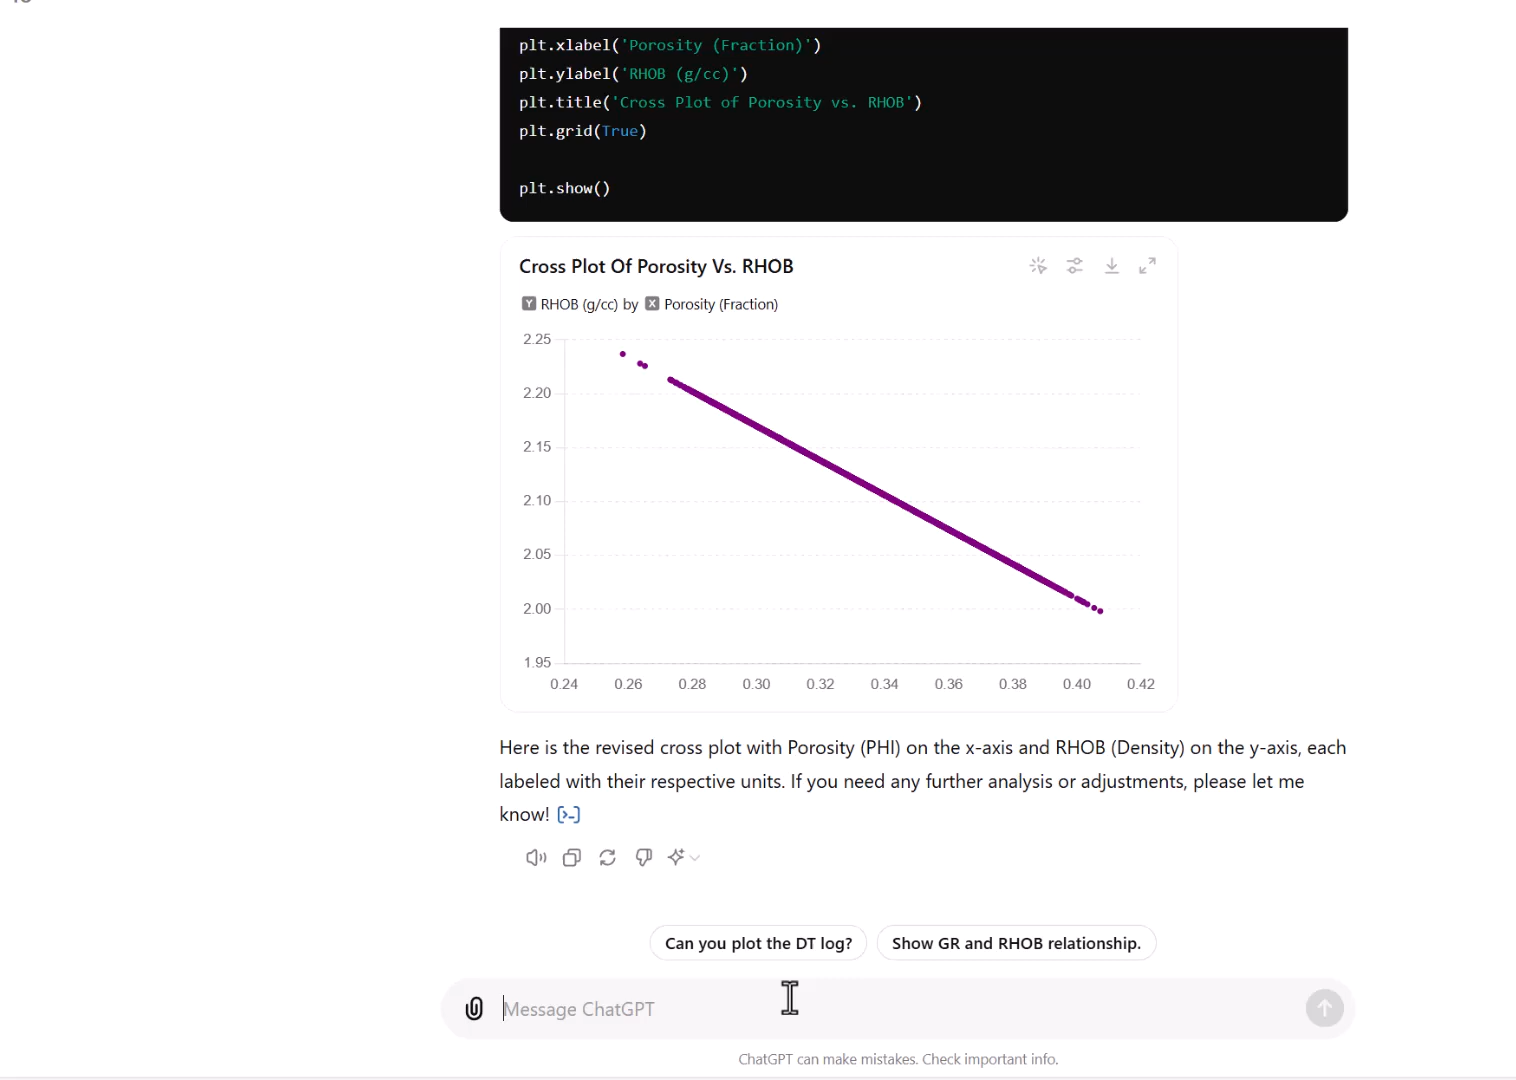 plt.xlabel('Porosity (Fraction)')
plt.ylabel('RHOB (g/cc)')
plt.title('Cross Plot of Porosity vs. RHOB')
plt.grid(True)
plt.show()
Cross Plot Of Porosity Vs. RHOB
Y RHOB (g/cc) by X Porosity (Fraction)
2.25
2.20
2.15
2.10
2.05
2.00
1.95
0.24 0.26 0.28 0.30 0.32 0.34 0.36 0.38 0.40 0.42
Here is the revised cross plot with Porosity (PHI) on the x-axis and RHOB (Density) on the y-axis, each
labeled with their respective units. If you need any further analysis or adjustments, please let me
know! [>-]
Can you plot the DT log? Show GR and RHOB relationship.
Message ChatGPT
ChatGPT can make mistakes. Check important info.